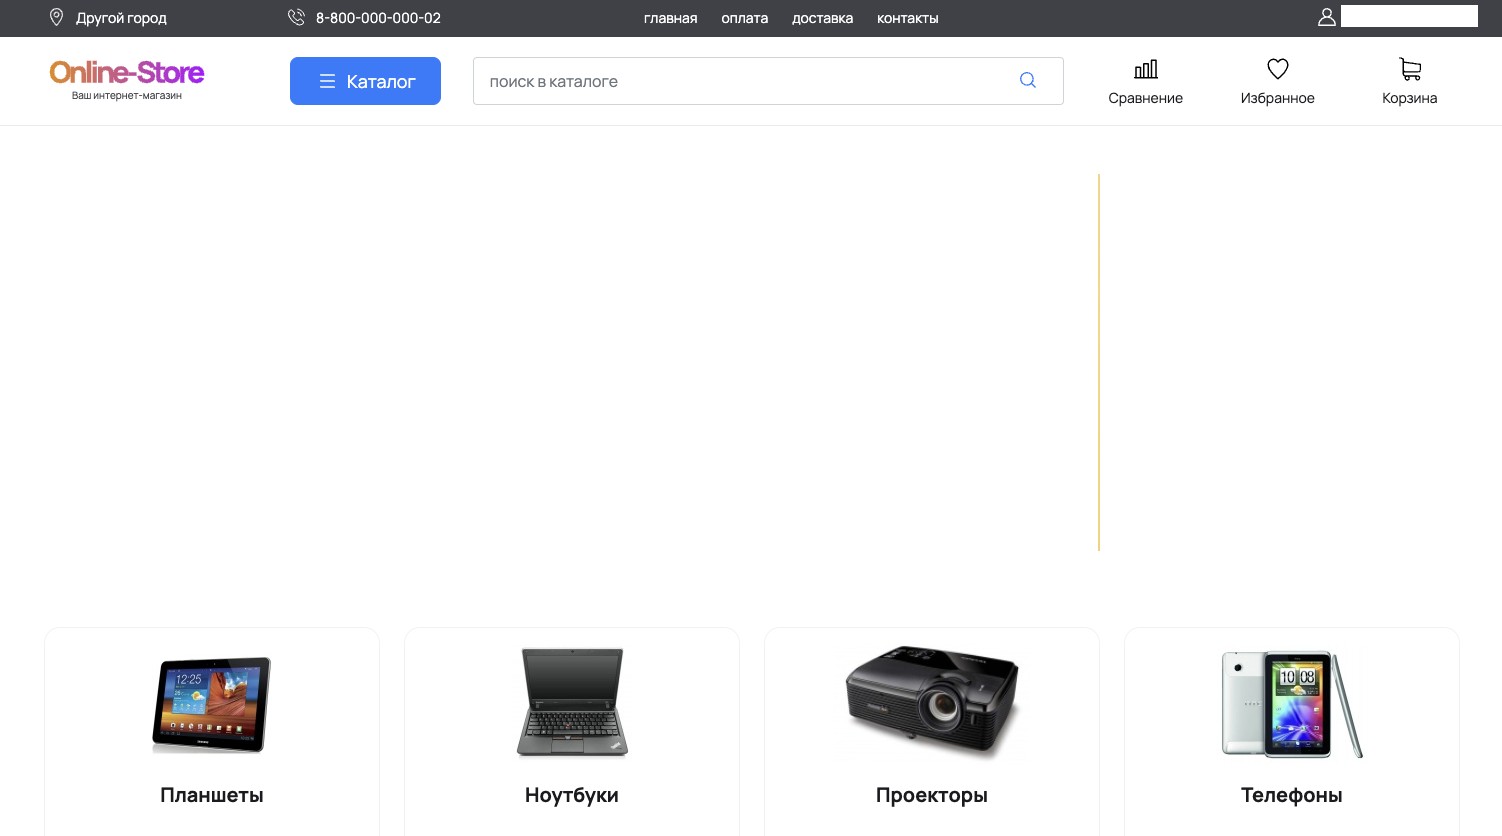 Другой город
8-800-000-000-02
главная
оплата
доставка
контакты
Online-Store
Ваш интернет-магазин
Каталог
поиск в каталоге
Сравнение
Избранное
Корзина
12:25
10 08
Планшеты
Ноутбуки
Проекторы
Телефоны